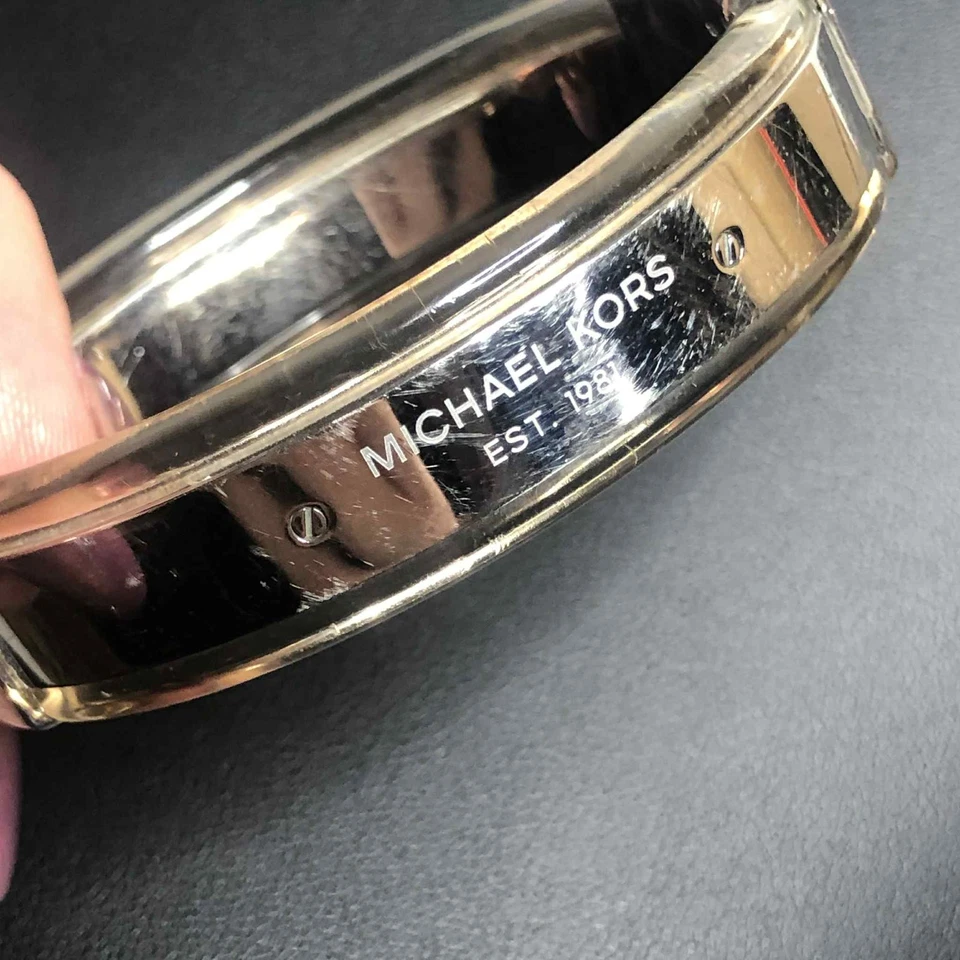 MICHAEL KORS
EST. 1981